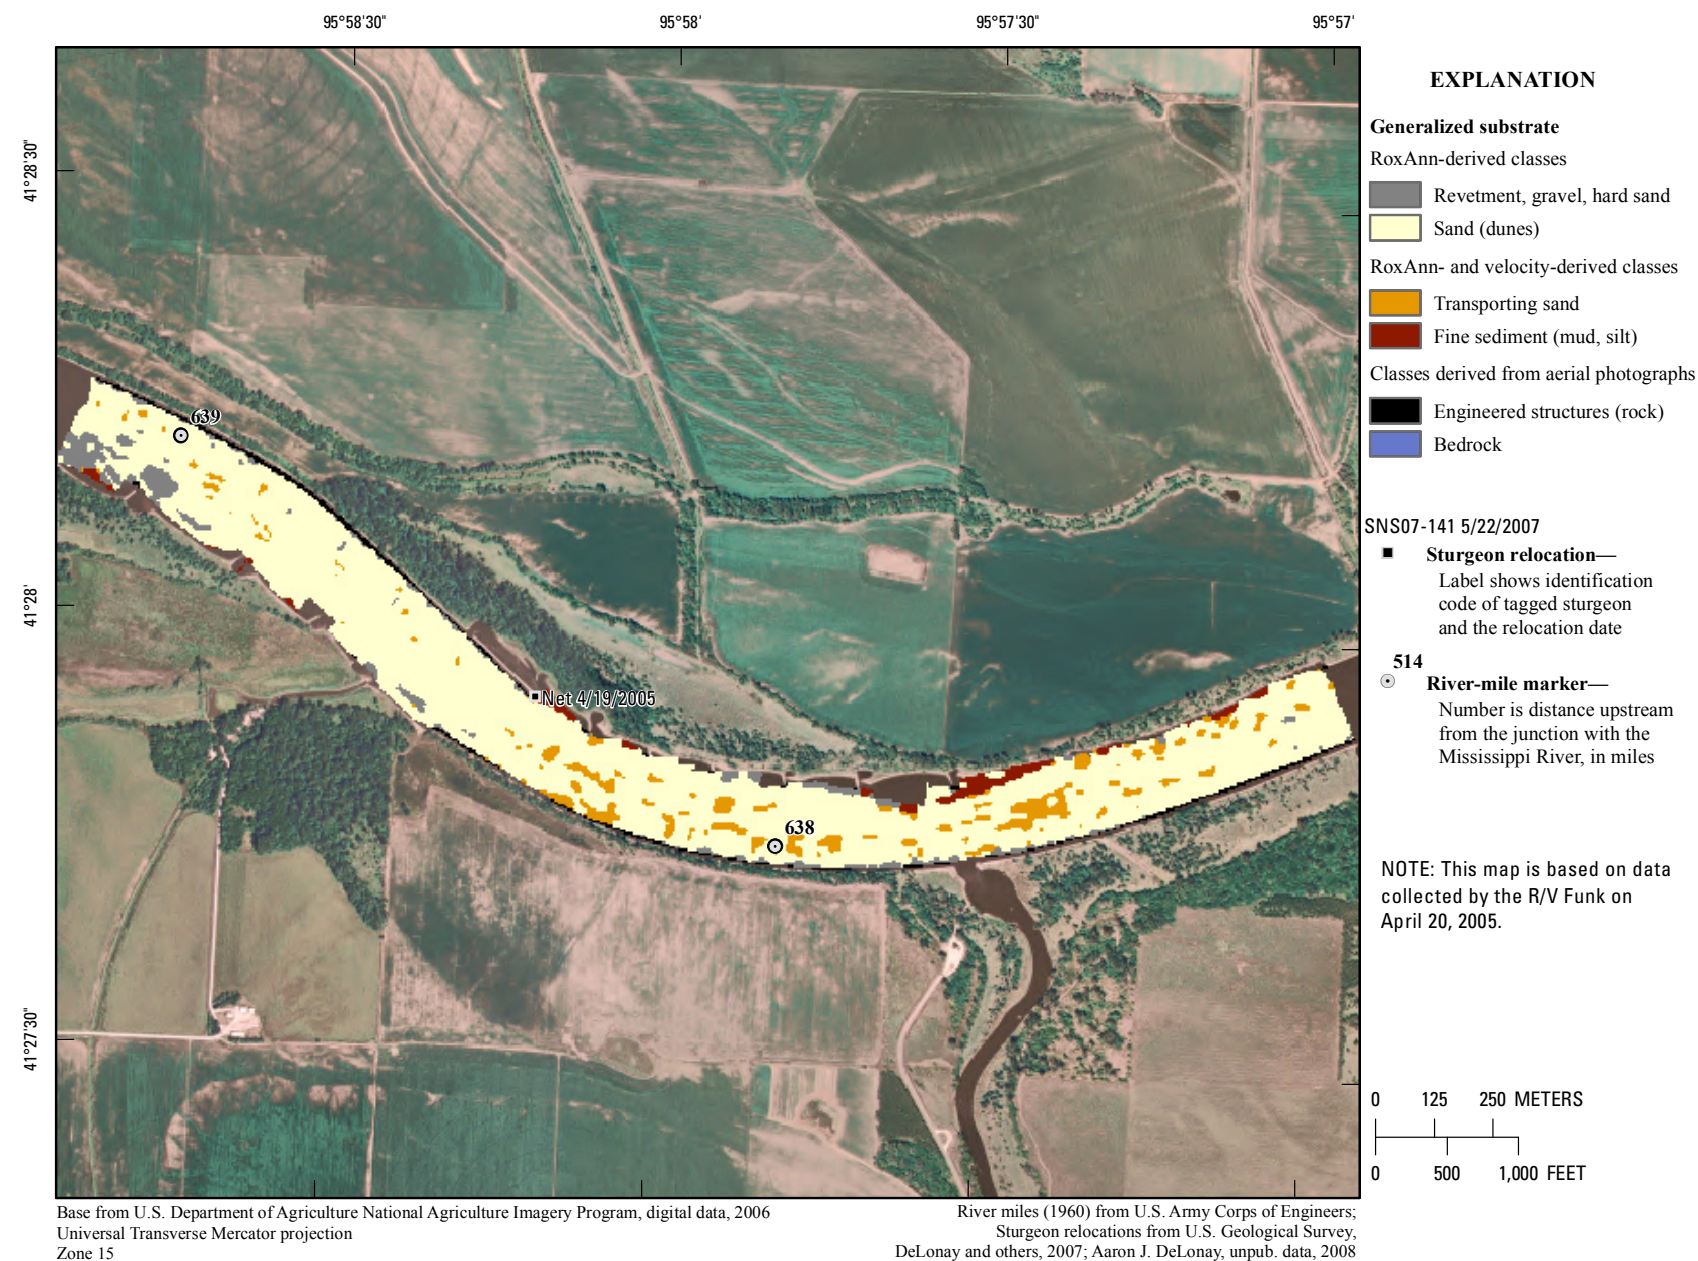 95°58'30"
95°58'
95°57'30"
95°57'
41°28'30"
41°28'
41°27'30"
639
Net 4/19/2005
638
EXPLANATION
Generalized substrate
RoxAnn-derived classes
Revetment, gravel, hard sand
Sand (dunes)
RoxAnn- and velocity-derived classes
Transporting sand
Fine sediment (mud, silt)
Classes derived from aerial photographs
Engineered structures (rock)
Bedrock
SNS07-141 5/22/2007
Sturgeon relocation—
Label shows identification
code of tagged sturgeon
and the relocation date
514
River-mile marker—
Number is distance upstream
from the junction with the
Mississippi River, in miles
NOTE: This map is based on data
collected by the R/V Funk on
April 20, 2005.
0 125 250 METERS
0 500 1,000 FEET
Base from U.S. Department of Agriculture National Agriculture Imagery Program, digital data, 2006
Universal Transverse Mercator projection
Zone 15
River miles (1960) from U.S. Army Corps of Engineers;
Sturgeon relocations from U.S. Geological Survey,
DeLonay and others, 2007; Aaron J. DeLonay, unpub. data, 2008